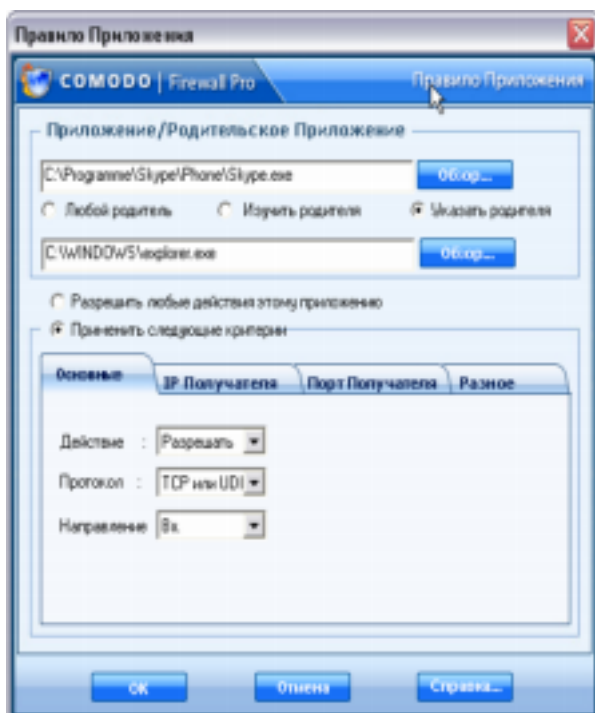 Правило Приложения
COMODO | Firewall Pro
Правило Приложения
Приложение/Родительское Приложение
C:\Programme\Skype\Phone\Skype.exe
Обзор...
Любой родитель
Изучить родителя
Указать родителя
C:\WINDOWS\explorer.exe
Обзор...
Разрешить любые действия этому приложению
Применить следующие критерии
Основные
IP Получателя
Порт Получателя
Разное
Действие : Разрешать
Протокол : TCP или UDI
Направление Вх.
OK
Отмена
Справка...